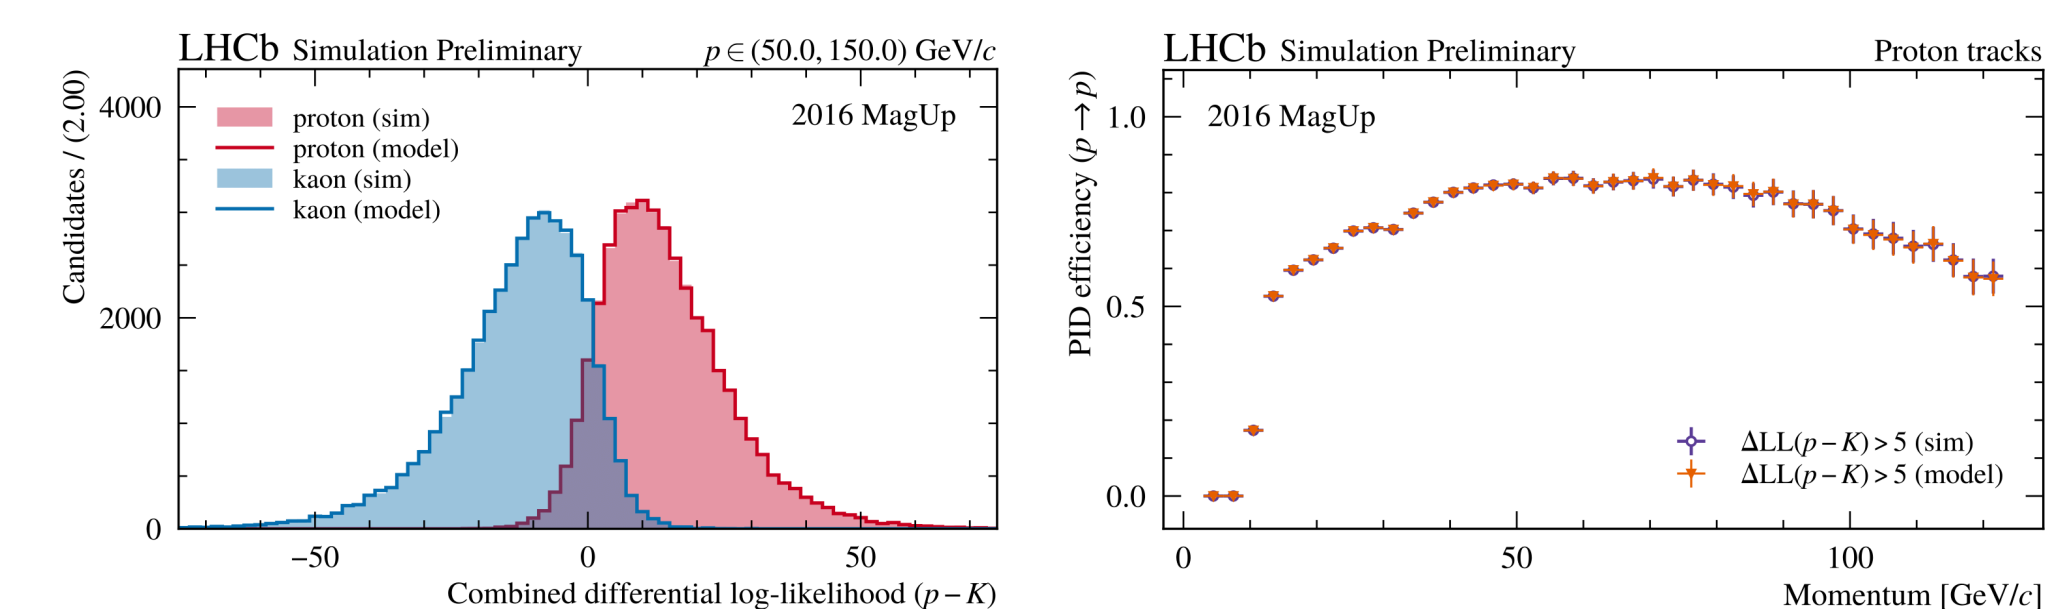 LHCb Simulation Preliminary p ∈ (50.0, 150.0) GeV/c
2016 MagUp
proton (sim)
proton (model)
kaon (sim)
kaon (model)
Candidates / (2.00)
4000
2000
0
−50 0 50
Combined differential log-likelihood (p − K)
LHCb Simulation Preliminary Proton tracks
2016 MagUp
PID efficiency (p → p)
1.0
0.5
0.0
ΔLL(p − K) > 5 (sim)
ΔLL(p − K) > 5 (model)
0 50 100
Momentum [GeV/c]